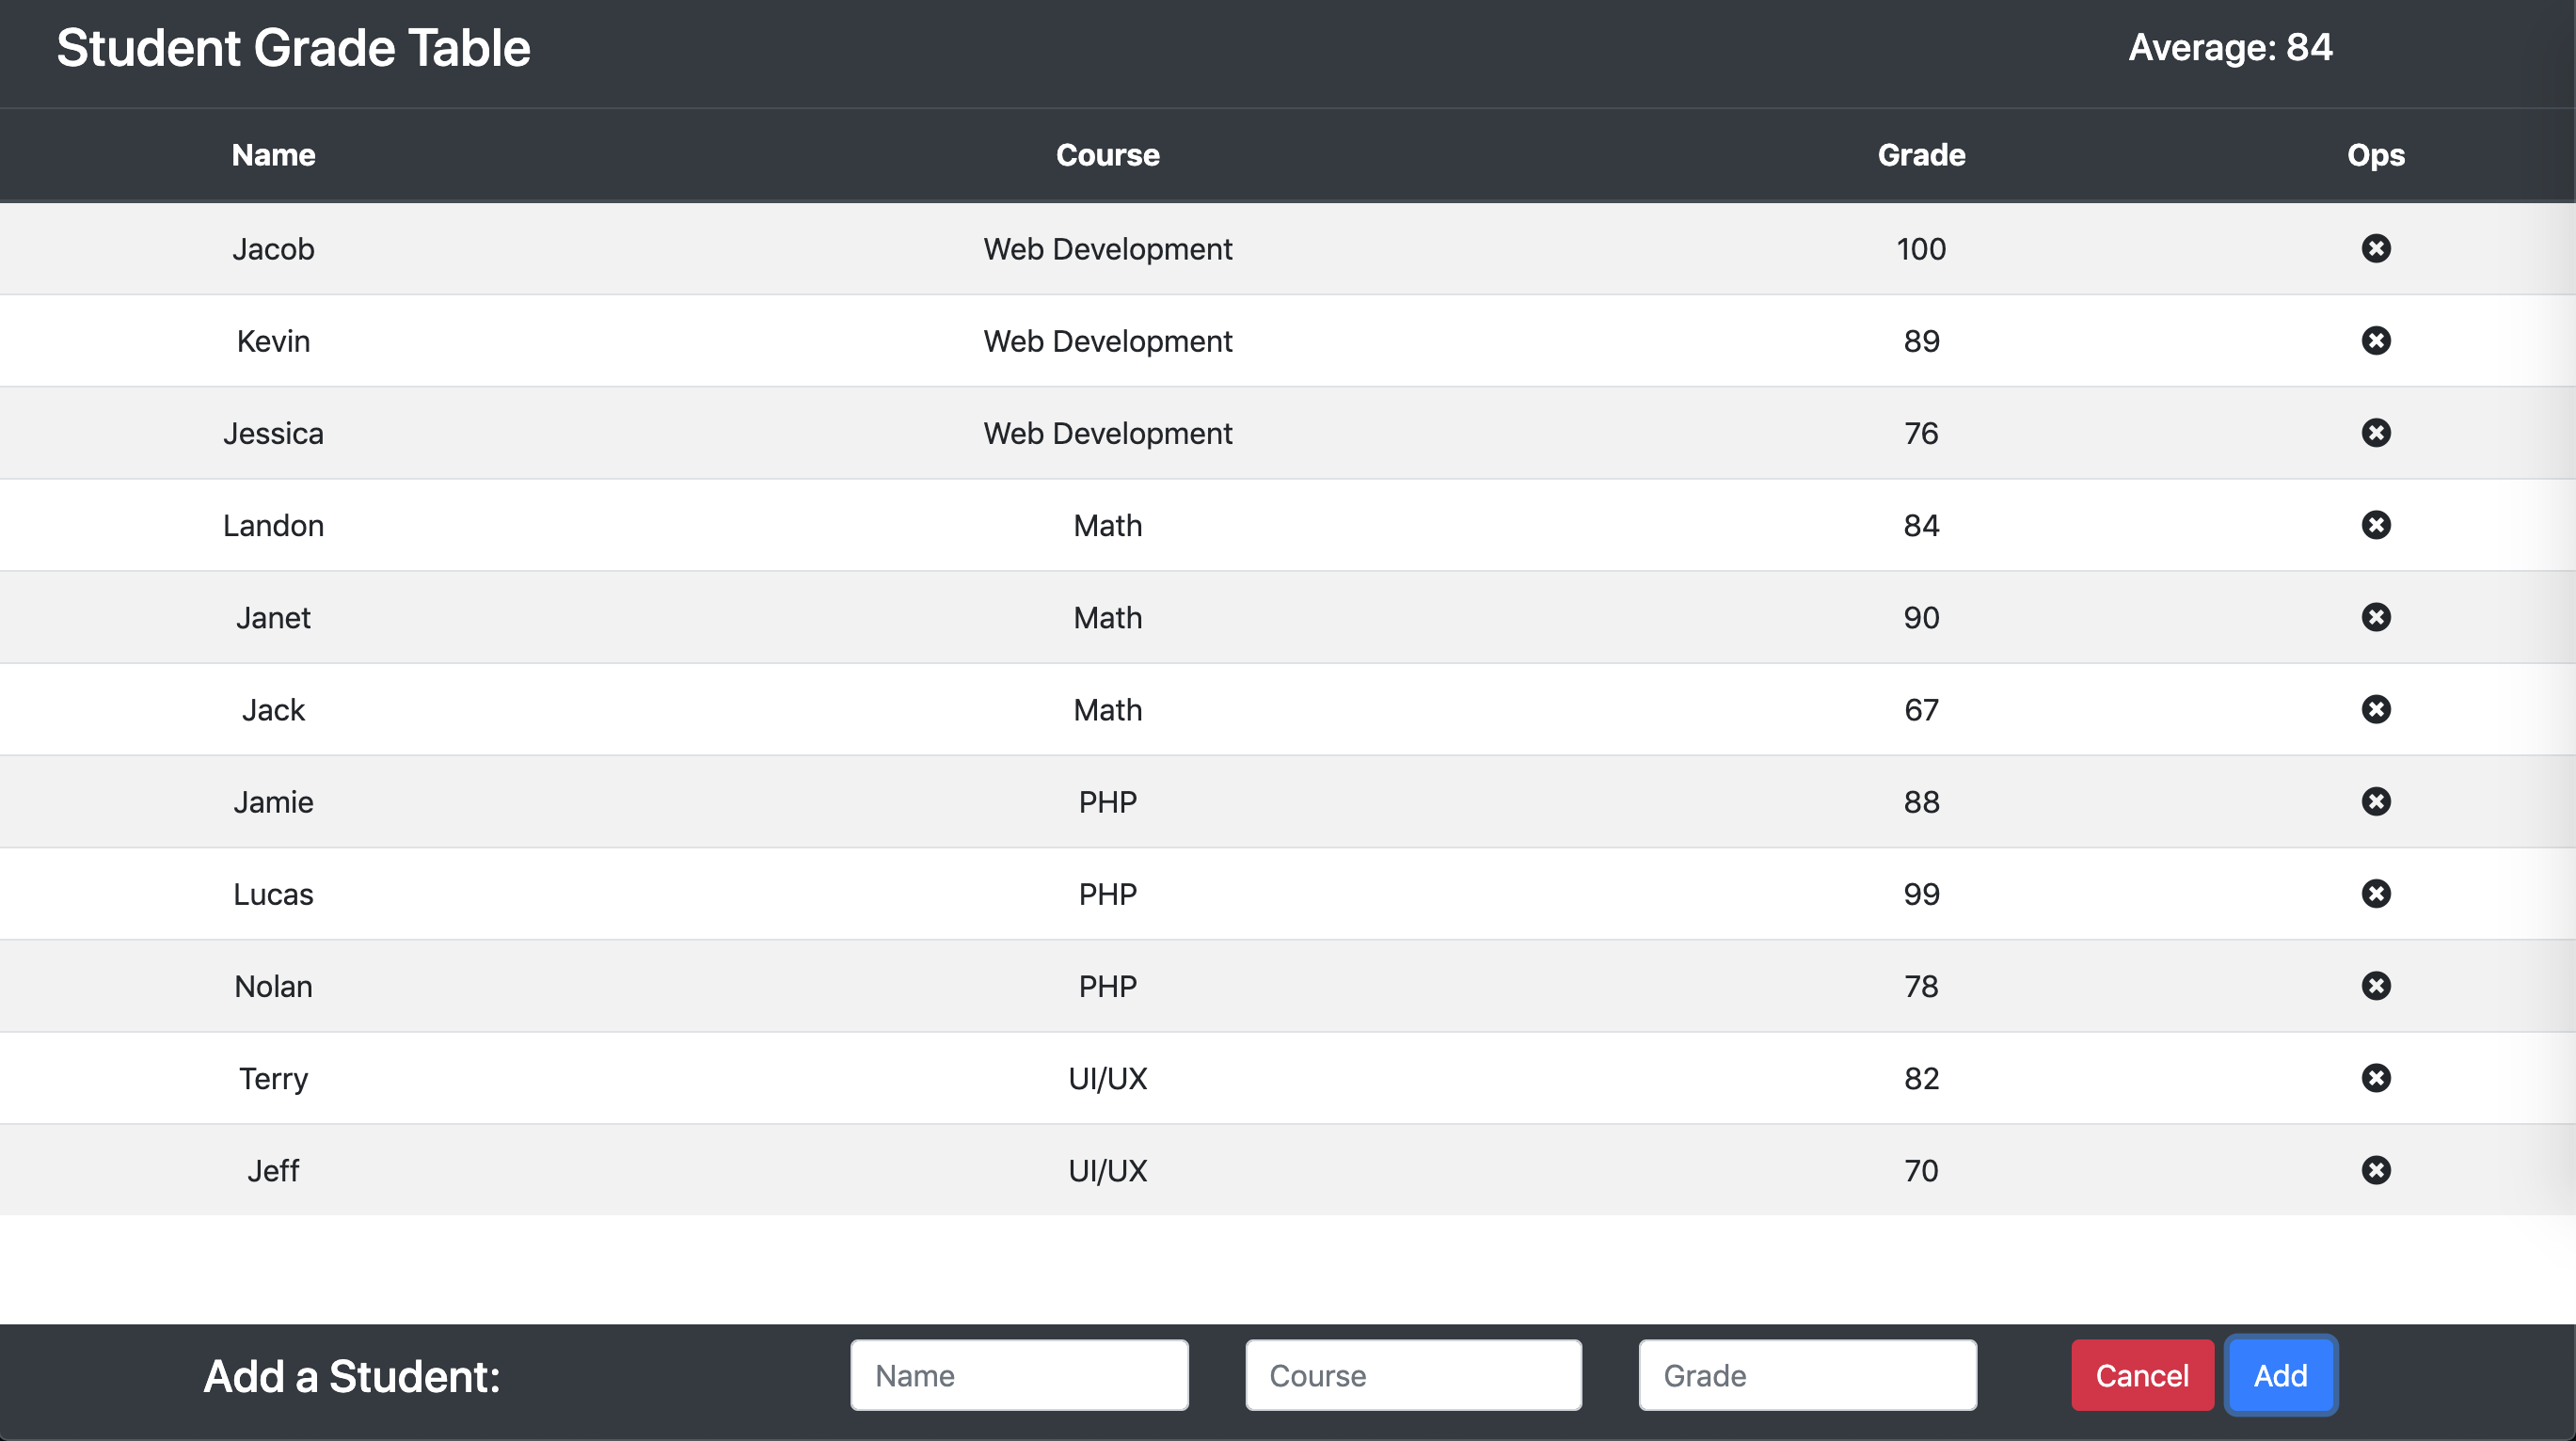 Student Grade Table Average: 84
Name Course Grade Ops
Jacob Web Development 100
Kevin Web Development 89
Jessica Web Development 76
Landon Math 84
Janet Math 90
Jack Math 67
Jamie PHP 88
Lucas PHP 99
Nolan PHP 78
Terry UI/UX 82
Jeff UI/UX 70
Add a Student: Name Course Grade Cancel Add